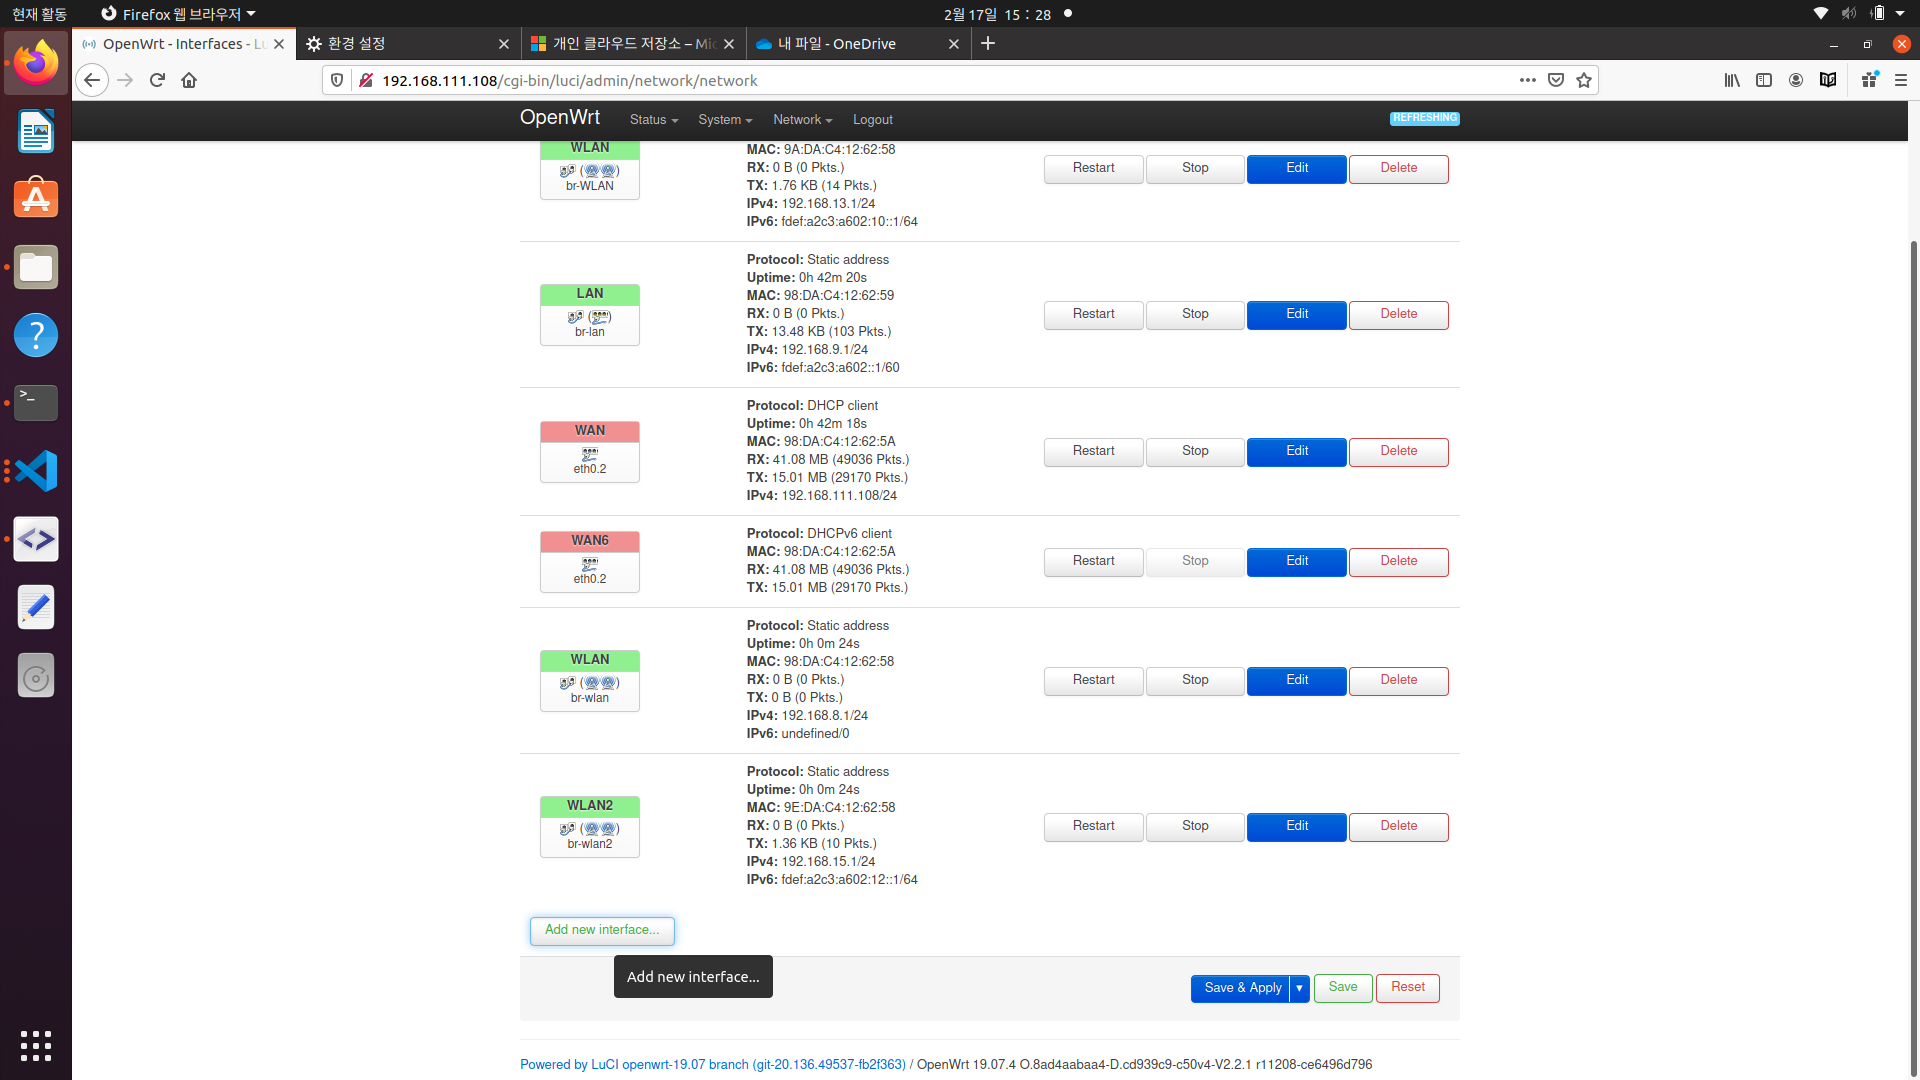 현재 활동
Firefox 웹 브라우저
2월 17일 15 : 28
OpenWrt - Interfaces - Lu
환경 설정
개인 클라우드 저장소 – Mic
내 파일 - OneDrive
192.168.111.108/cgi-bin/luci/admin/network/network
OpenWrt
Status
System
Network
Logout
REFRESHING
WLAN
br-WLAN
MAC: 9A:DA:C4:12:62:58
RX: 0 B (0 Pkts.)
TX: 1.76 KB (14 Pkts.)
IPv4: 192.168.13.1/24
IPv6: fdef:a2c3:a602:10::1/64
Restart
Stop
Edit
Delete
LAN
br-lan
Protocol: Static address
Uptime: 0h 42m 20s
MAC: 98:DA:C4:12:62:59
RX: 0 B (0 Pkts.)
TX: 13.48 KB (103 Pkts.)
IPv4: 192.168.9.1/24
IPv6: fdef:a2c3:a602::1/60
Restart
Stop
Edit
Delete
WAN
eth0.2
Protocol: DHCP client
Uptime: 0h 42m 18s
MAC: 98:DA:C4:12:62:5A
RX: 41.08 MB (49036 Pkts.)
TX: 15.01 MB (29170 Pkts.)
IPv4: 192.168.111.108/24
Restart
Stop
Edit
Delete
WAN6
eth0.2
Protocol: DHCPv6 client
MAC: 98:DA:C4:12:62:5A
RX: 41.08 MB (49036 Pkts.)
TX: 15.01 MB (29170 Pkts.)
Restart
Stop
Edit
Delete
WLAN
br-wlan
Protocol: Static address
Uptime: 0h 0m 24s
MAC: 98:DA:C4:12:62:58
RX: 0 B (0 Pkts.)
TX: 0 B (0 Pkts.)
IPv4: 192.168.8.1/24
IPv6: undefined/0
Restart
Stop
Edit
Delete
WLAN2
br-wlan2
Protocol: Static address
Uptime: 0h 0m 24s
MAC: 9E:DA:C4:12:62:58
RX: 0 B (0 Pkts.)
TX: 1.36 KB (10 Pkts.)
IPv4: 192.168.15.1/24
IPv6: fdef:a2c3:a602:12::1/64
Restart
Stop
Edit
Delete
Add new interface...
Add new interface...
Save & Apply
Save
Reset
Powered by LuCI openwrt-19.07 branch (git-20.136.49537-fb2f363) / OpenWrt 19.07.4 O.8ad4aabaa4-D.cd939c9-c50v4-V2.2.1 r11208-ce6496d796